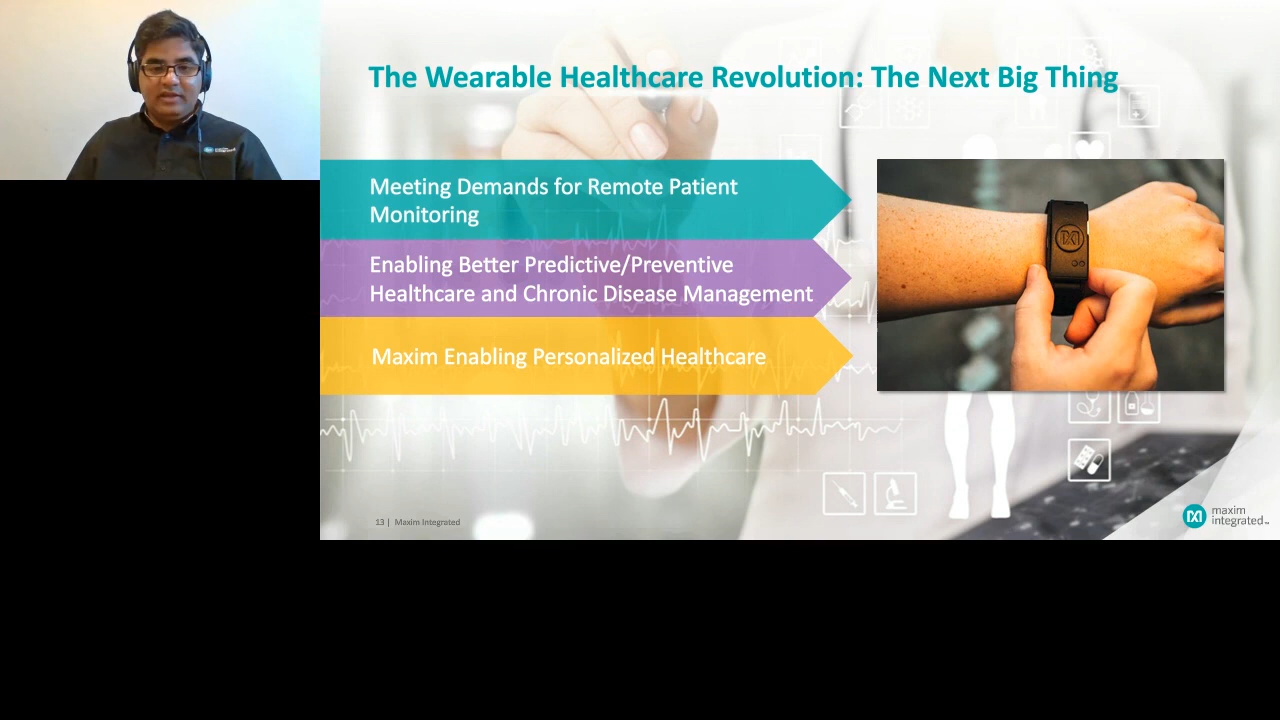 The Wearable Healthcare Revolution: The Next Big Thing
Meeting Demands for Remote Patient
Monitoring
Enabling Better Predictive/Preventive
Healthcare and Chronic Disease Management
Maxim Enabling Personalized Healthcare
13 | Maxim Integrated
maxim
integrated™